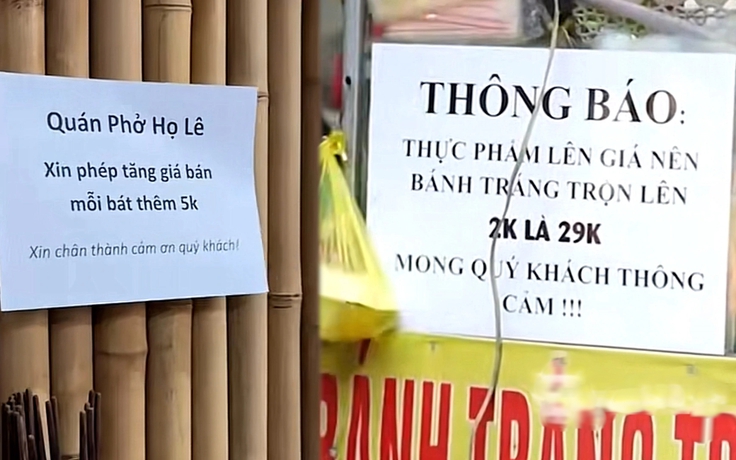 Quán Phở Họ Lê
Xin phép tăng giá bán
mỗi bát thêm 5k
Xin chân thành cảm ơn quý khách!
THÔNG BÁO:
THỰC PHẨM LÊN GIÁ NÊN
BÁNH TRÁNG TRỘN LÊN
2K LÀ 29K
MONG QUÝ KHÁCH THÔNG
CẢM !!!
BÁNH TRÁNG